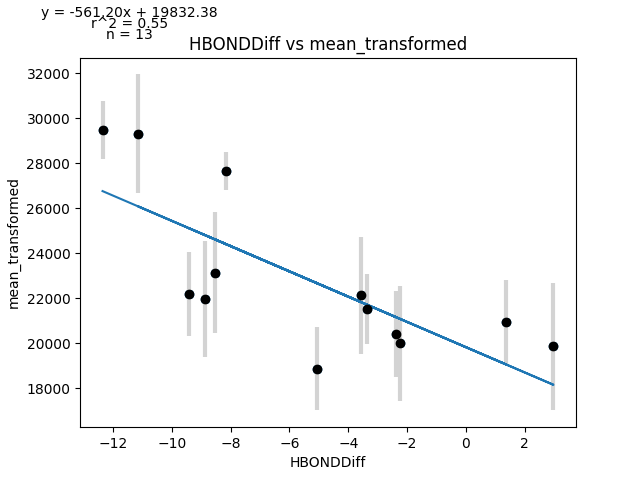 y = -561.20x + 19832.38
r^2 = 0.55
n = 13
HBONDDiff vs mean_transformed
32000
30000
28000
26000
24000
22000
20000
18000
mean_transformed
−12
−10
−8
−6
−4
−2
0
2
HBONDDiff